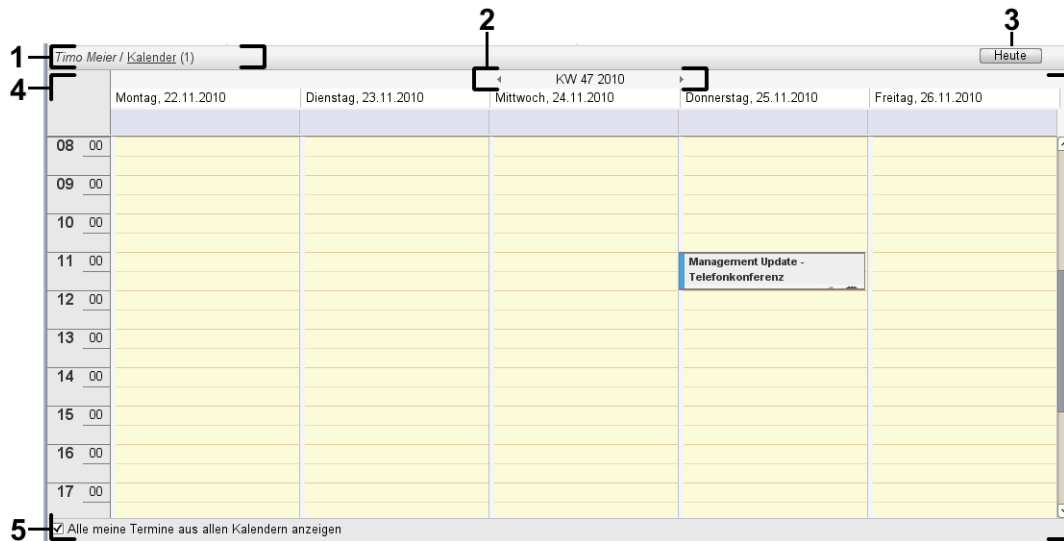 2
3
1
Timo Meier / Kalender (1)
Heute
4
KW 47 2010
Montag, 22.11.2010
Dienstag, 23.11.2010
Mittwoch, 24.11.2010
Donnerstag, 25.11.2010
Freitag, 26.11.2010
08 00
09 00
10 00
11 00
Management Update -
Telefonkonferenz
12 00
13 00
14 00
15 00
16 00
17 00
5
Alle meine Termine aus allen Kalendern anzeigen